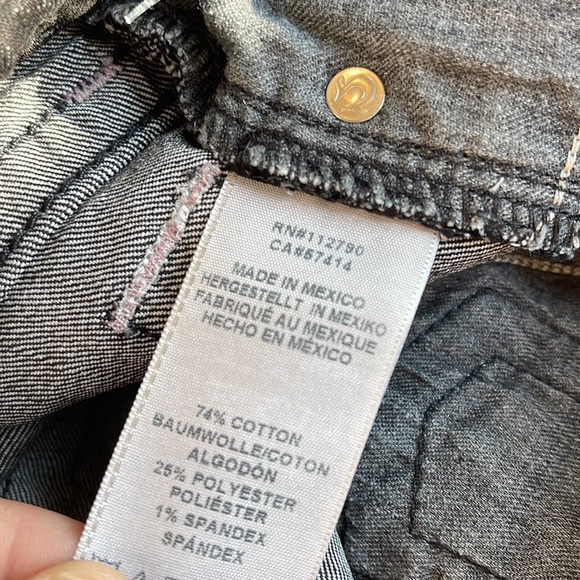 RN#112790
CA#57414
MADE IN MEXICO
HERGESTELLT IN MEXIKO
FABRIQUÉ AU MEXIQUE
HECHO EN MÉXICO
74% COTTON
BAUMWOLLE/COTON
ALGODÓN
25% POLYESTER
POLIÉSTER
1% SPANDEX
SPÁNDEX